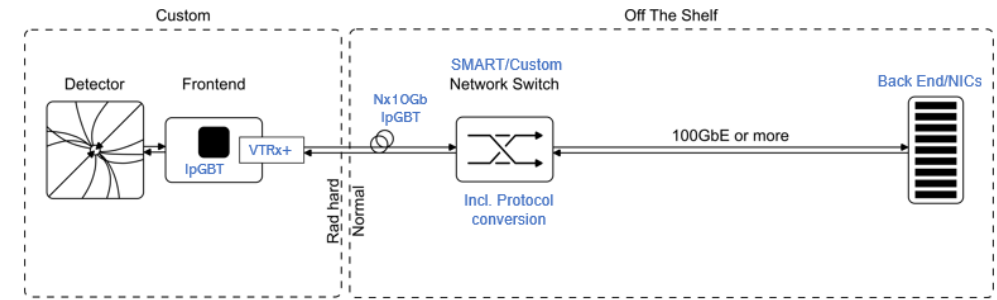 Custom
Off The Shelf
Detector
Frontend
lpGBT
VTRx+
Rad hard
Normal
Nx10Gb
lpGBT
SMART/Custom
Network Switch
Incl. Protocol
conversion
100GbE or more
Back End/NICs